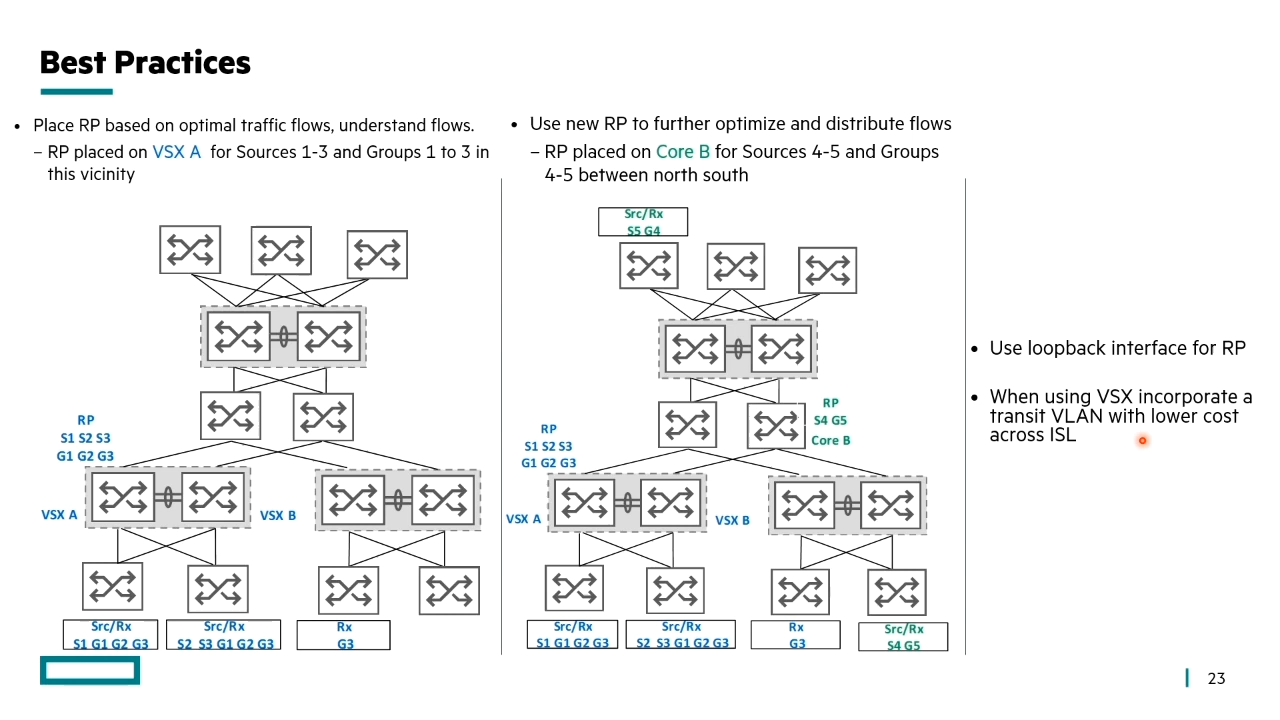 Best Practices
• Place RP based on optimal traffic flows, understand flows.
– RP placed on VSX A for Sources 1-3 and Groups 1 to 3 in
this vicinity
• Use new RP to further optimize and distribute flows
– RP placed on Core B for Sources 4-5 and Groups
4-5 between north south
RP
S1 S2 S3
G1 G2 G3
VSX A
VSX B
Src/Rx
S1 G1 G2 G3
Src/Rx
S2 S3 G1 G2 G3
Rx
G3
Src/Rx
S5 G4
RP
S4 G5
Core B
RP
S1 S2 S3
G1 G2 G3
VSX A
VSX B
Src/Rx
S1 G1 G2 G3
Src/Rx
S2 S3 G1 G2 G3
Rx
G3
Src/Rx
S4 G5
• Use loopback interface for RP
• When using VSX incorporate a
transit VLAN with lower cost
across ISL
23